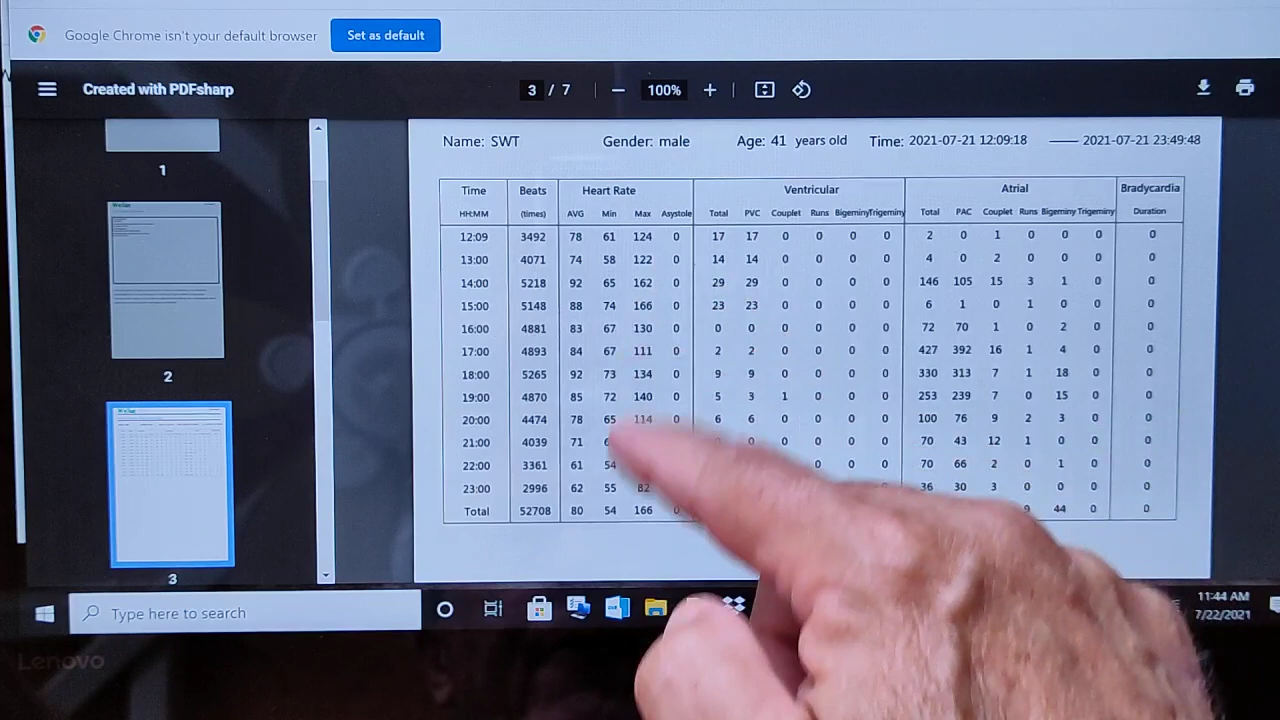 Google Chrome isn't your default browser Set as default
Created with PDFsharp 3 / 7 100%
1
2
3
Name: SWT Gender: male Age: 41 years old Time: 2021-07-21 12:09:18 —— 2021-07-21 23:49:48
Time Beats Heart Rate Ventricular Atrial Bradycardia
HH:MM (times) AVG Min Max Asystole Total PVC Couplet Runs Bigeminy Trigeminy Total PAC Couplet Runs Bigeminy Trigeminy Duration
12:09 3492 78 61 124 0 17 17 0 0 0 0 2 0 1 0 0 0 0
13:00 4071 74 58 122 0 14 14 0 0 0 0 4 0 2 0 0 0 0
14:00 5218 92 65 162 0 29 29 0 0 0 0 146 105 15 3 1 0 0
15:00 5148 88 74 166 0 23 23 0 0 0 0 6 1 0 1 0 0 0
16:00 4881 83 67 130 0 0 0 0 0 0 0 72 70 1 0 2 0 0
17:00 4893 84 67 111 0 2 2 0 0 0 0 427 392 16 1 4 0 0
18:00 5265 92 73 134 0 9 9 0 0 0 0 330 313 7 1 18 0 0
19:00 4870 85 72 140 0 5 3 1 0 0 0 253 239 7 0 15 0 0
20:00 4474 78 65 114 0 6 6 0 0 0 0 100 76 9 2 3 0 0
21:00 4039 71 0 0 0 0 70 43 12 1 0 0 0
22:00 3361 61 54 0 0 0 70 66 2 0 1 0 0
23:00 2996 62 55 82 36 30 3 0 0 0 0
Total 52708 80 54 166 0 9 44 0 0
Type here to search
11:44 AM
7/22/2021
Lenovo